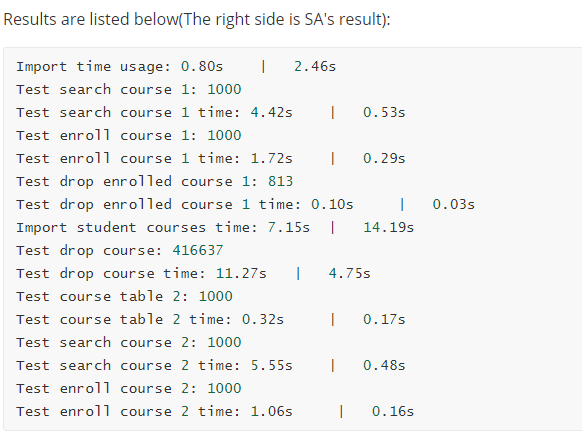 Results are listed below(The right side is SA's result):
Import time usage: 0.80s | 2.46s
Test search course 1: 1000
Test search course 1 time: 4.42s | 0.53s
Test enroll course 1: 1000
Test enroll course 1 time: 1.72s | 0.29s
Test drop enrolled course 1: 813
Test drop enrolled course 1 time: 0.10s | 0.03s
Import student courses time: 7.15s | 14.19s
Test drop course: 416637
Test drop course time: 11.27s | 4.75s
Test course table 2: 1000
Test course table 2 time: 0.32s | 0.17s
Test search course 2: 1000
Test search course 2 time: 5.55s | 0.48s
Test enroll course 2: 1000
Test enroll course 2 time: 1.06s | 0.16s